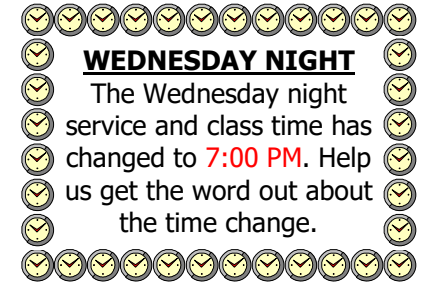 WEDNESDAY NIGHT
The Wednesday night
service and class time has
changed to 7:00 PM. Help
us get the word out about
the time change.